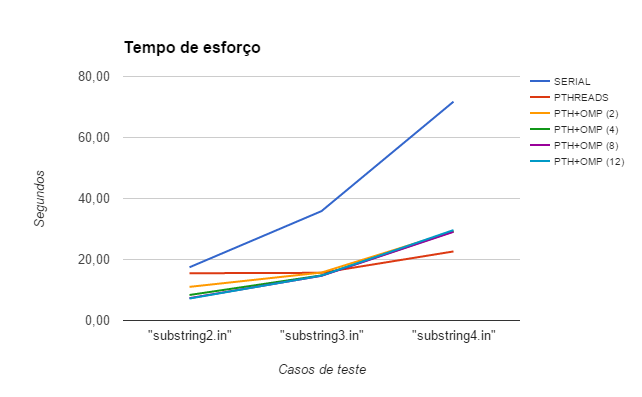 Tempo de esforço
80,00
60,00
40,00
20,00
0,00
Segundos
"substring2.in" "substring3.in" "substring4.in"
Casos de teste
SERIAL
PTHREADS
PTH+OMP (2)
PTH+OMP (4)
PTH+OMP (8)
PTH+OMP (12)